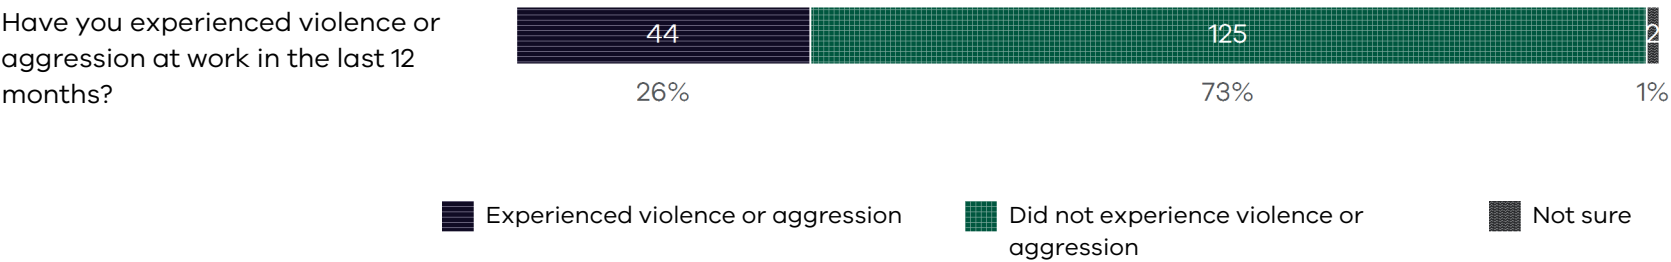 Have you experienced violence or
aggression at work in the last 12
months?
44
125
2
26%
73%
1%
Experienced violence or aggression
Did not experience violence or
aggression
Not sure